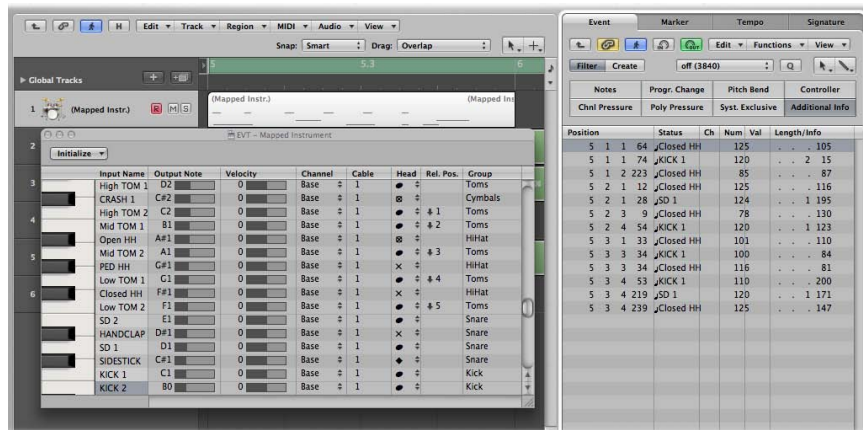 H Edit Track Region MIDI Audio View
Snap: Smart Drag: Overlap
5 5.3 6
Global Tracks
1 (Mapped Instr.) R M S
(Mapped Instr.) (Mapped Ins
2
3
4
5
6
EVT – Mapped Instrument
Initialize
Input Name Output Note Velocity Channel Cable Head Rel. Pos. Group
High TOM 1 D2 0 Base 1 Toms
CRASH 1 C#2 0 Base 1 Cymbals
High TOM 2 C2 0 Base 1 1 Toms
Mid TOM 1 B1 0 Base 1 2 Toms
Open HH A#1 0 Base 1 HiHat
Mid TOM 2 A1 0 Base 1 3 Toms
PED HH G#1 0 Base 1 HiHat
Low TOM 1 G1 0 Base 1 4 Toms
Closed HH F#1 0 Base 1 HiHat
Low TOM 2 F1 0 Base 1 5 Toms
SD 2 E1 0 Base 1 Snare
HANDCLAP D#1 0 Base 1 Snare
SD 1 D1 0 Base 1 Snare
SIDESTICK C#1 0 Base 1 Snare
KICK 1 C1 0 Base 1 Kick
KICK 2 B0 0 Base 1 Kick
Event Marker Tempo Signature
Edit Functions View
Filter Create off (3840) Q
Notes Progr. Change Pitch Bend Controller
Chnl Pressure Poly Pressure Syst. Exclusive Additional Info
Position Status Ch Num Val Length/Info
5 1 1 64 Closed HH 125 . . . 105
5 1 1 74 KICK 1 120 . . 2 15
5 1 2 223 Closed HH 85 . . . 87
5 2 1 12 Closed HH 125 . . . 116
5 2 1 28 SD 1 124 . . 1 195
5 2 3 9 Closed HH 78 . . . 130
5 2 4 54 KICK 1 120 . . 1 123
5 3 1 33 Closed HH 101 . . . 110
5 3 3 34 KICK 1 100 . . . 84
5 3 3 34 Closed HH 116 . . . 81
5 3 4 53 KICK 1 110 . . . 200
5 3 4 219 SD 1 120 . . 1 171
5 3 4 239 Closed HH 125 . . . 147